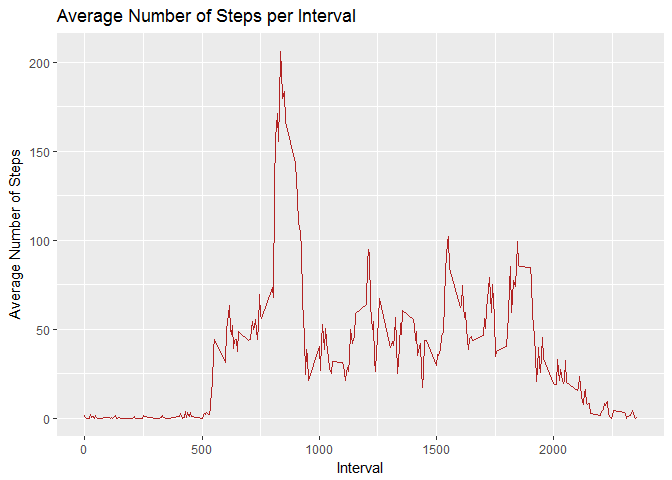 Average Number of Steps per Interval
200
150
100
50
0
Average Number of Steps
0 500 1000 1500 2000
Interval